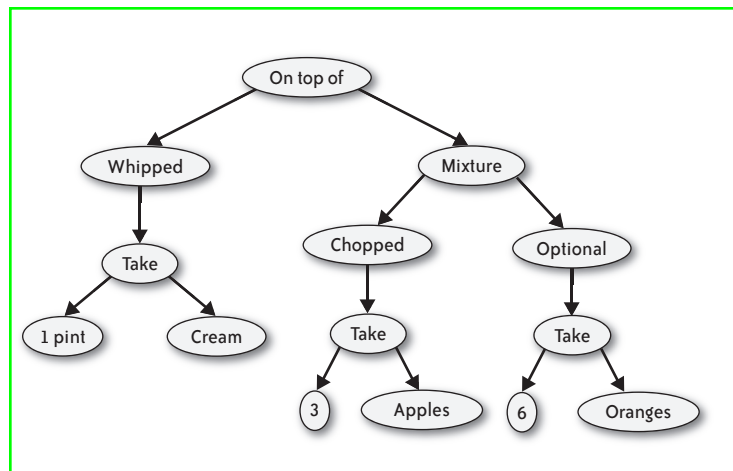 On top of
Whipped
Mixture
Chopped
Optional
Take
1 pint
Cream
Take
Take
3
Apples
6
Oranges